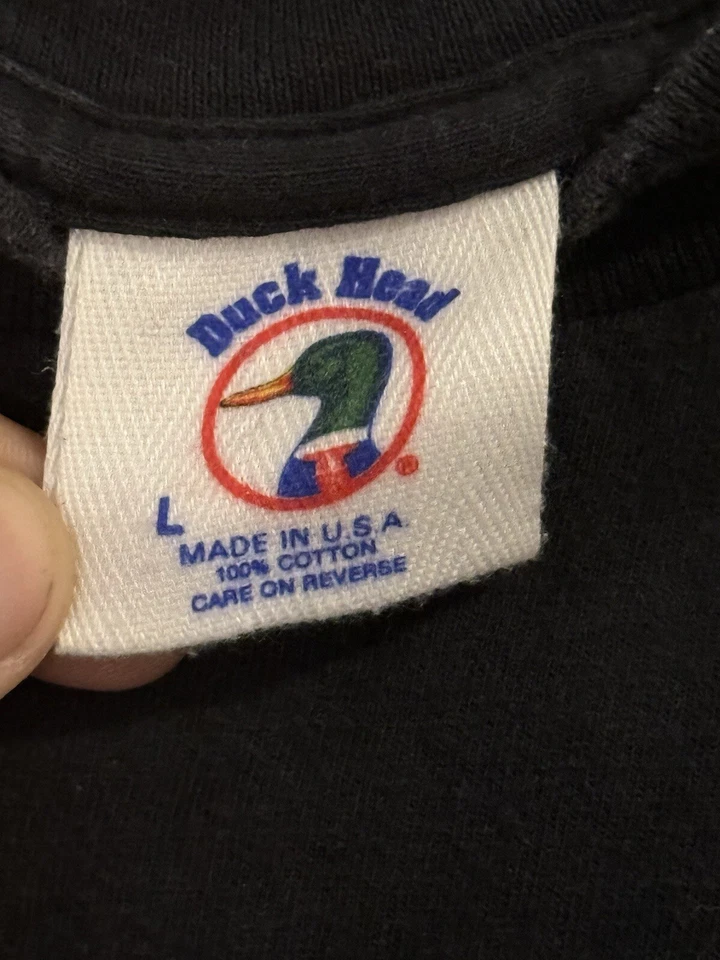 Duck Head
®
L
MADE IN U.S.A.
100% COTTON
CARE ON REVERSE